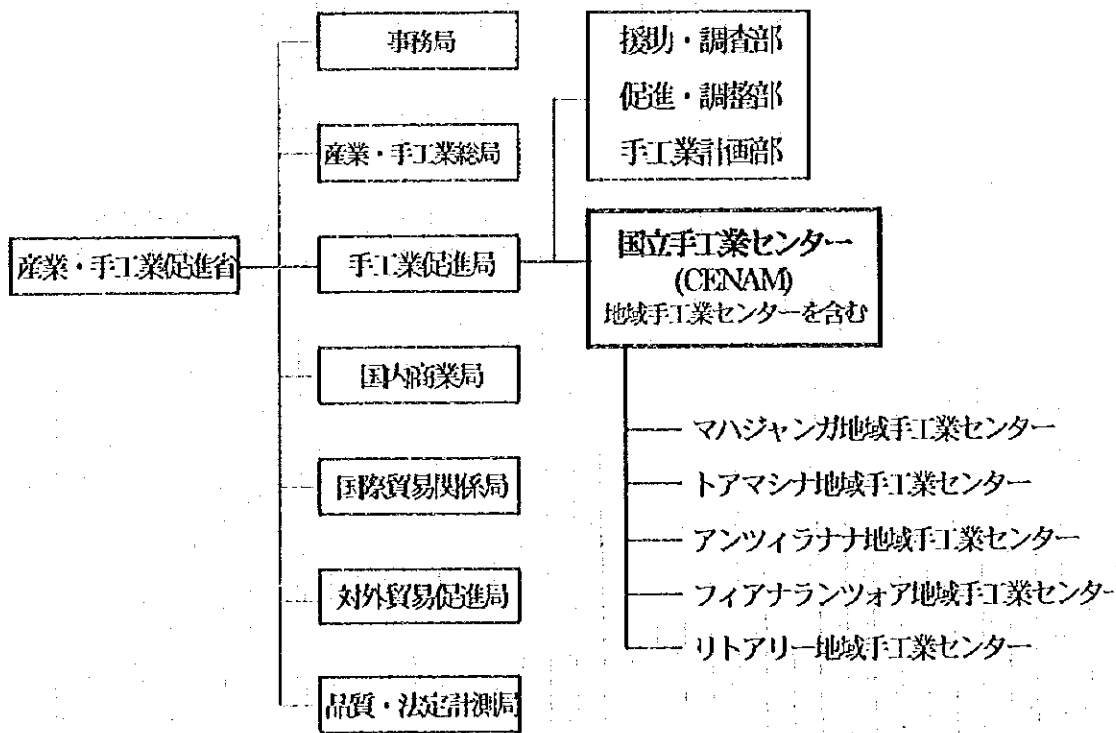 産業・手工業促進省
事務局
産業・手工業総局
手工業促進局
国内商業局
国際貿易関係局
対外貿易促進局
品質・法定計測局
援助・調査部
促進・調整部
手工業計画部
国立手工業センター
(CENAM)
地域手工業センターを含む
マハジャンガ地域手工業センター
トアマシナ地域手工業センター
アンツィラナナ地域手工業センター
フィアナランツォア地域手工業センター
リトアリー地域手工業センター